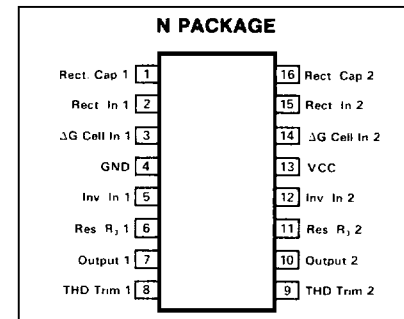 N PACKAGE
Rect. Cap 1 1 16 Rect Cap 2
Rect In 1 2 15 Rect In 2
ΔG Cell In 1 3 14 ΔG Cell In 2
GND 4 13 VCC
Inv In 1 5 12 Inv In 2
Res R3 1 6 11 Res R3 2
Output 1 7 10 Output 2
THD Trim 1 8 9 THD Trim 2